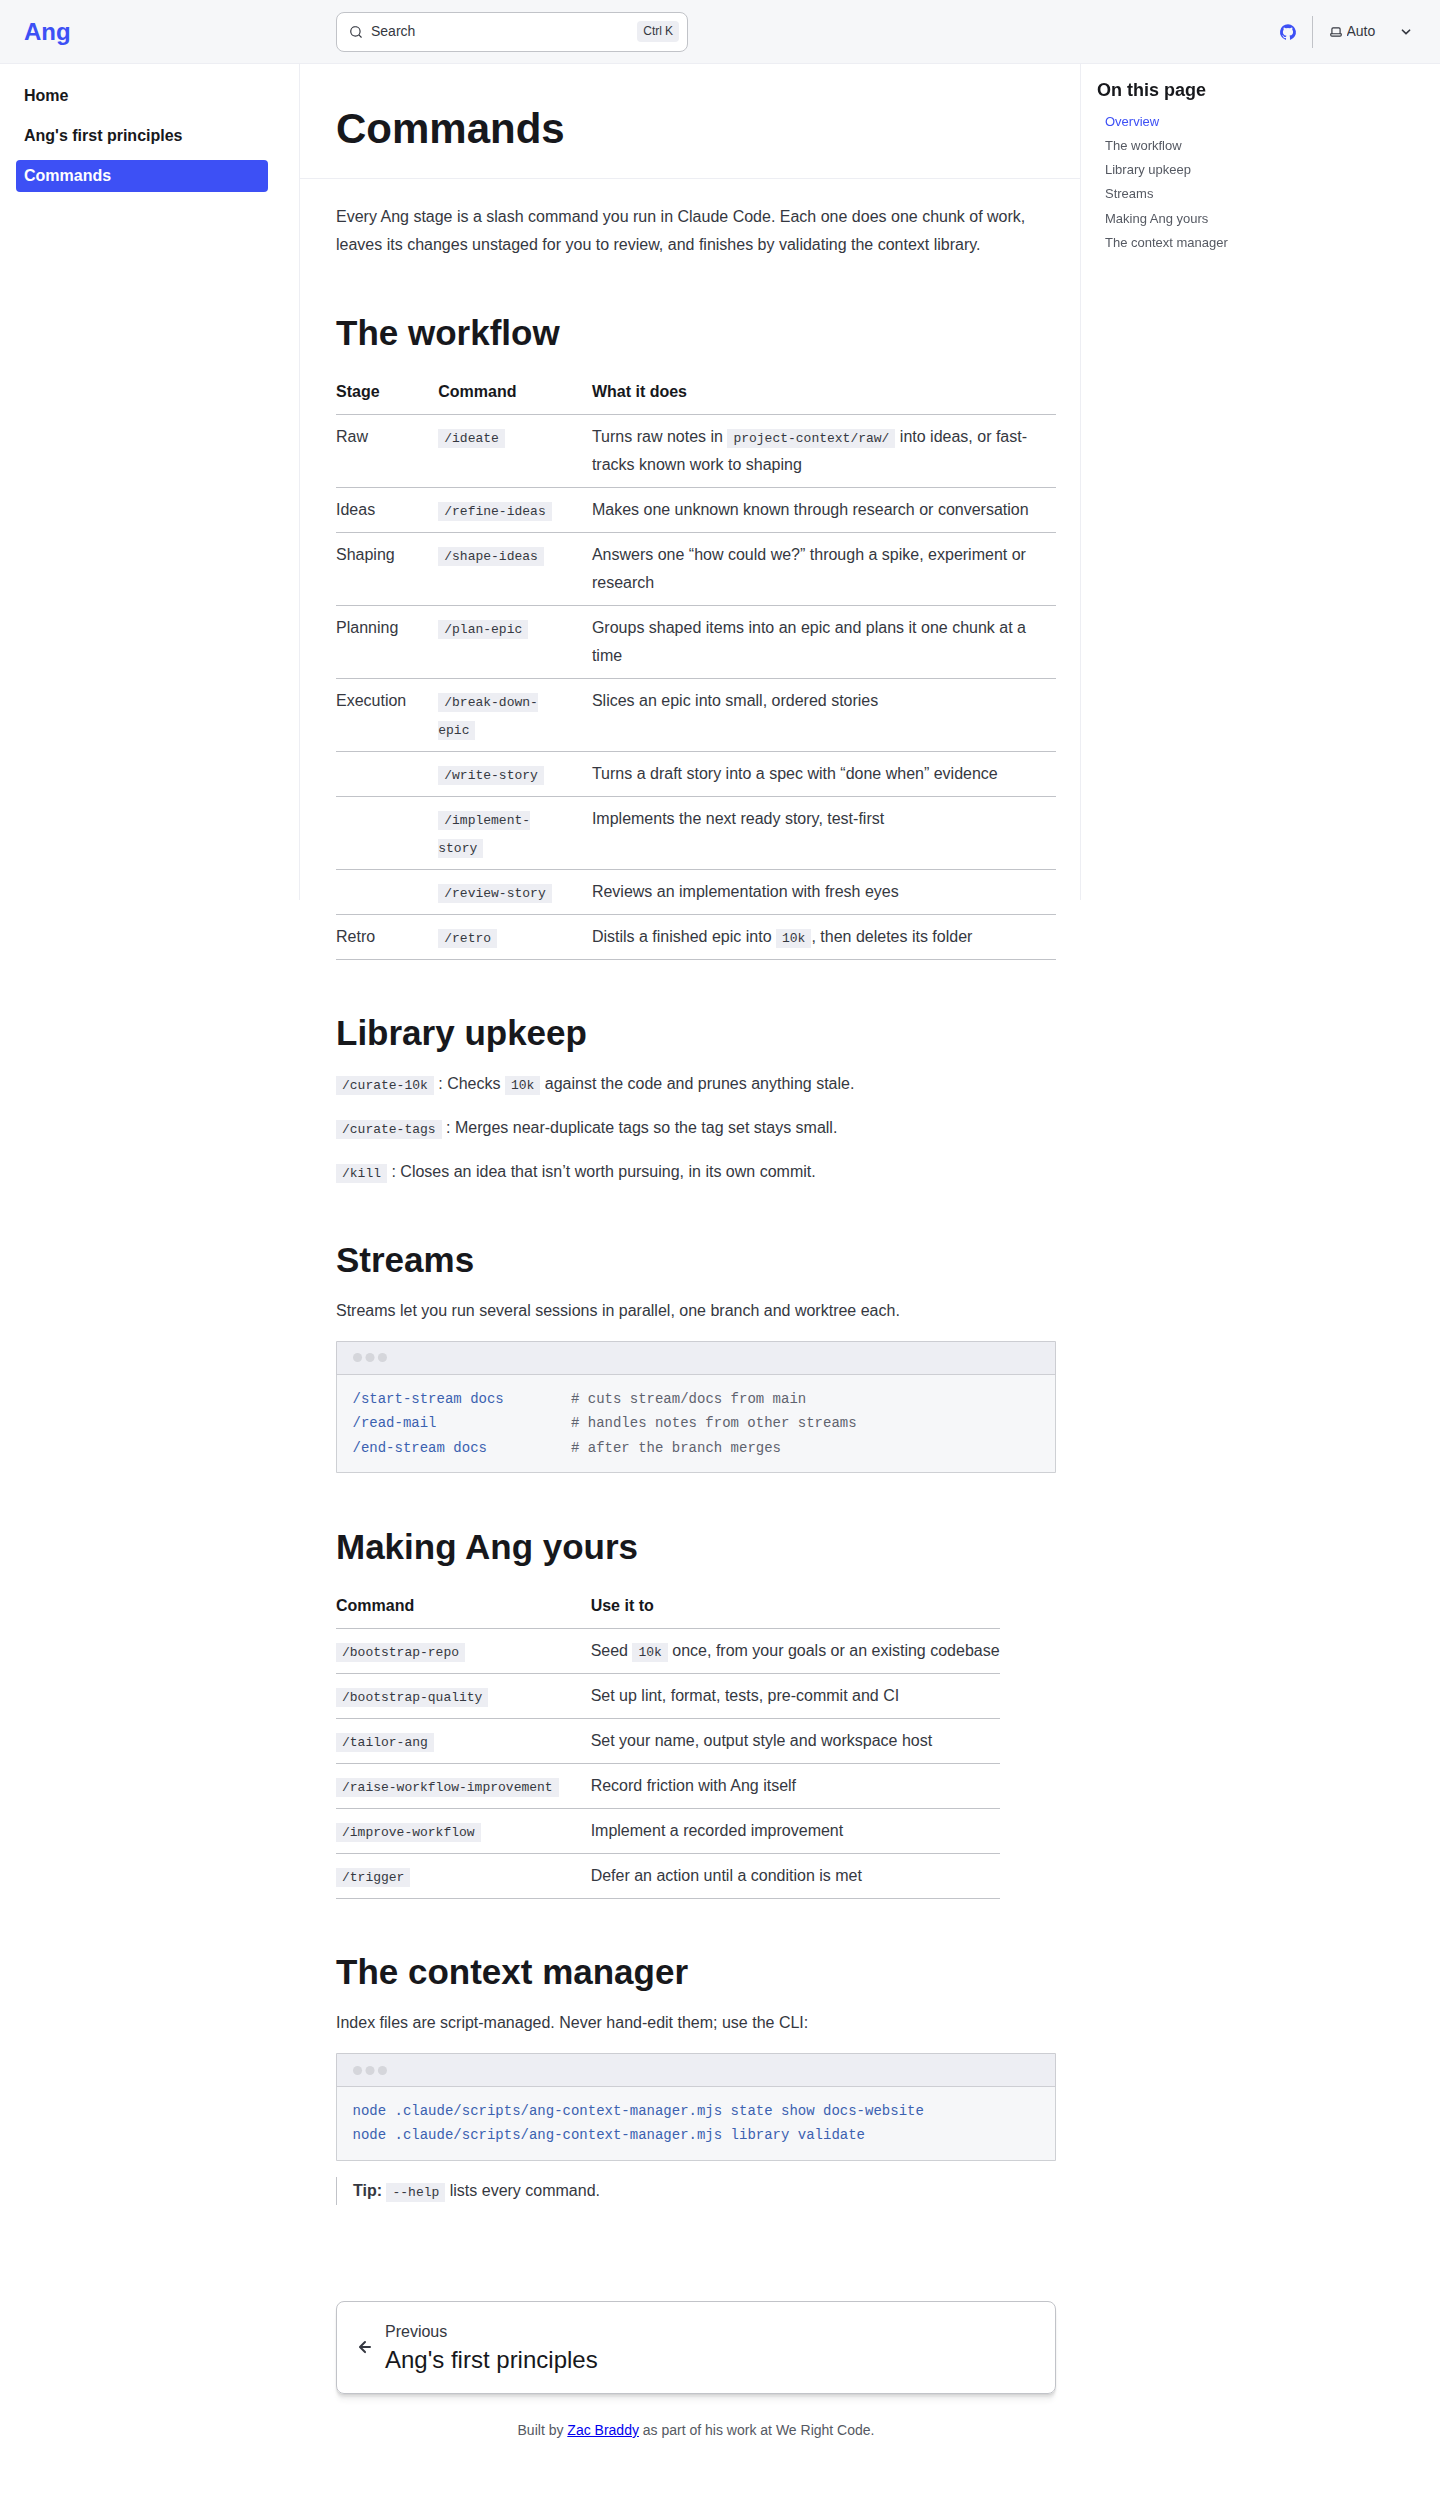 Ang
Search
Ctrl K
Auto
Home
Ang's first principles
Commands
On this page
Overview
The workflow
Library upkeep
Streams
Making Ang yours
The context manager
Commands
Every Ang stage is a slash command you run in Claude Code. Each one does one chunk of work,
leaves its changes unstaged for you to review, and finishes by validating the context library.
The workflow
Stage Command What it does
Raw /ideate Turns raw notes in project-context/raw/ into ideas, or fast-
tracks known work to shaping
Ideas /refine-ideas Makes one unknown known through research or conversation
Shaping /shape-ideas Answers one “how could we?” through a spike, experiment or
research
Planning /plan-epic Groups shaped items into an epic and plans it one chunk at a
time
Execution /break-down- Slices an epic into small, ordered stories
epic
/write-story Turns a draft story into a spec with “done when” evidence
/implement- Implements the next ready story, test-first
story
/review-story Reviews an implementation with fresh eyes
Retro /retro Distils a finished epic into 10k, then deletes its folder
Library upkeep
/curate-10k : Checks 10k against the code and prunes anything stale.
/curate-tags : Merges near-duplicate tags so the tag set stays small.
/kill : Closes an idea that isn’t worth pursuing, in its own commit.
Streams
Streams let you run several sessions in parallel, one branch and worktree each.
/start-stream docs # cuts stream/docs from main
/read-mail # handles notes from other streams
/end-stream docs # after the branch merges
Making Ang yours
Command Use it to
/bootstrap-repo Seed 10k once, from your goals or an existing codebase
/bootstrap-quality Set up lint, format, tests, pre-commit and CI
/tailor-ang Set your name, output style and workspace host
/raise-workflow-improvement Record friction with Ang itself
/improve-workflow Implement a recorded improvement
/trigger Defer an action until a condition is met
The context manager
Index files are script-managed. Never hand-edit them; use the CLI:
node .claude/scripts/ang-context-manager.mjs state show docs-website
node .claude/scripts/ang-context-manager.mjs library validate
Tip: --help lists every command.
Previous
Ang's first principles
Built by Zac Braddy as part of his work at We Right Code.